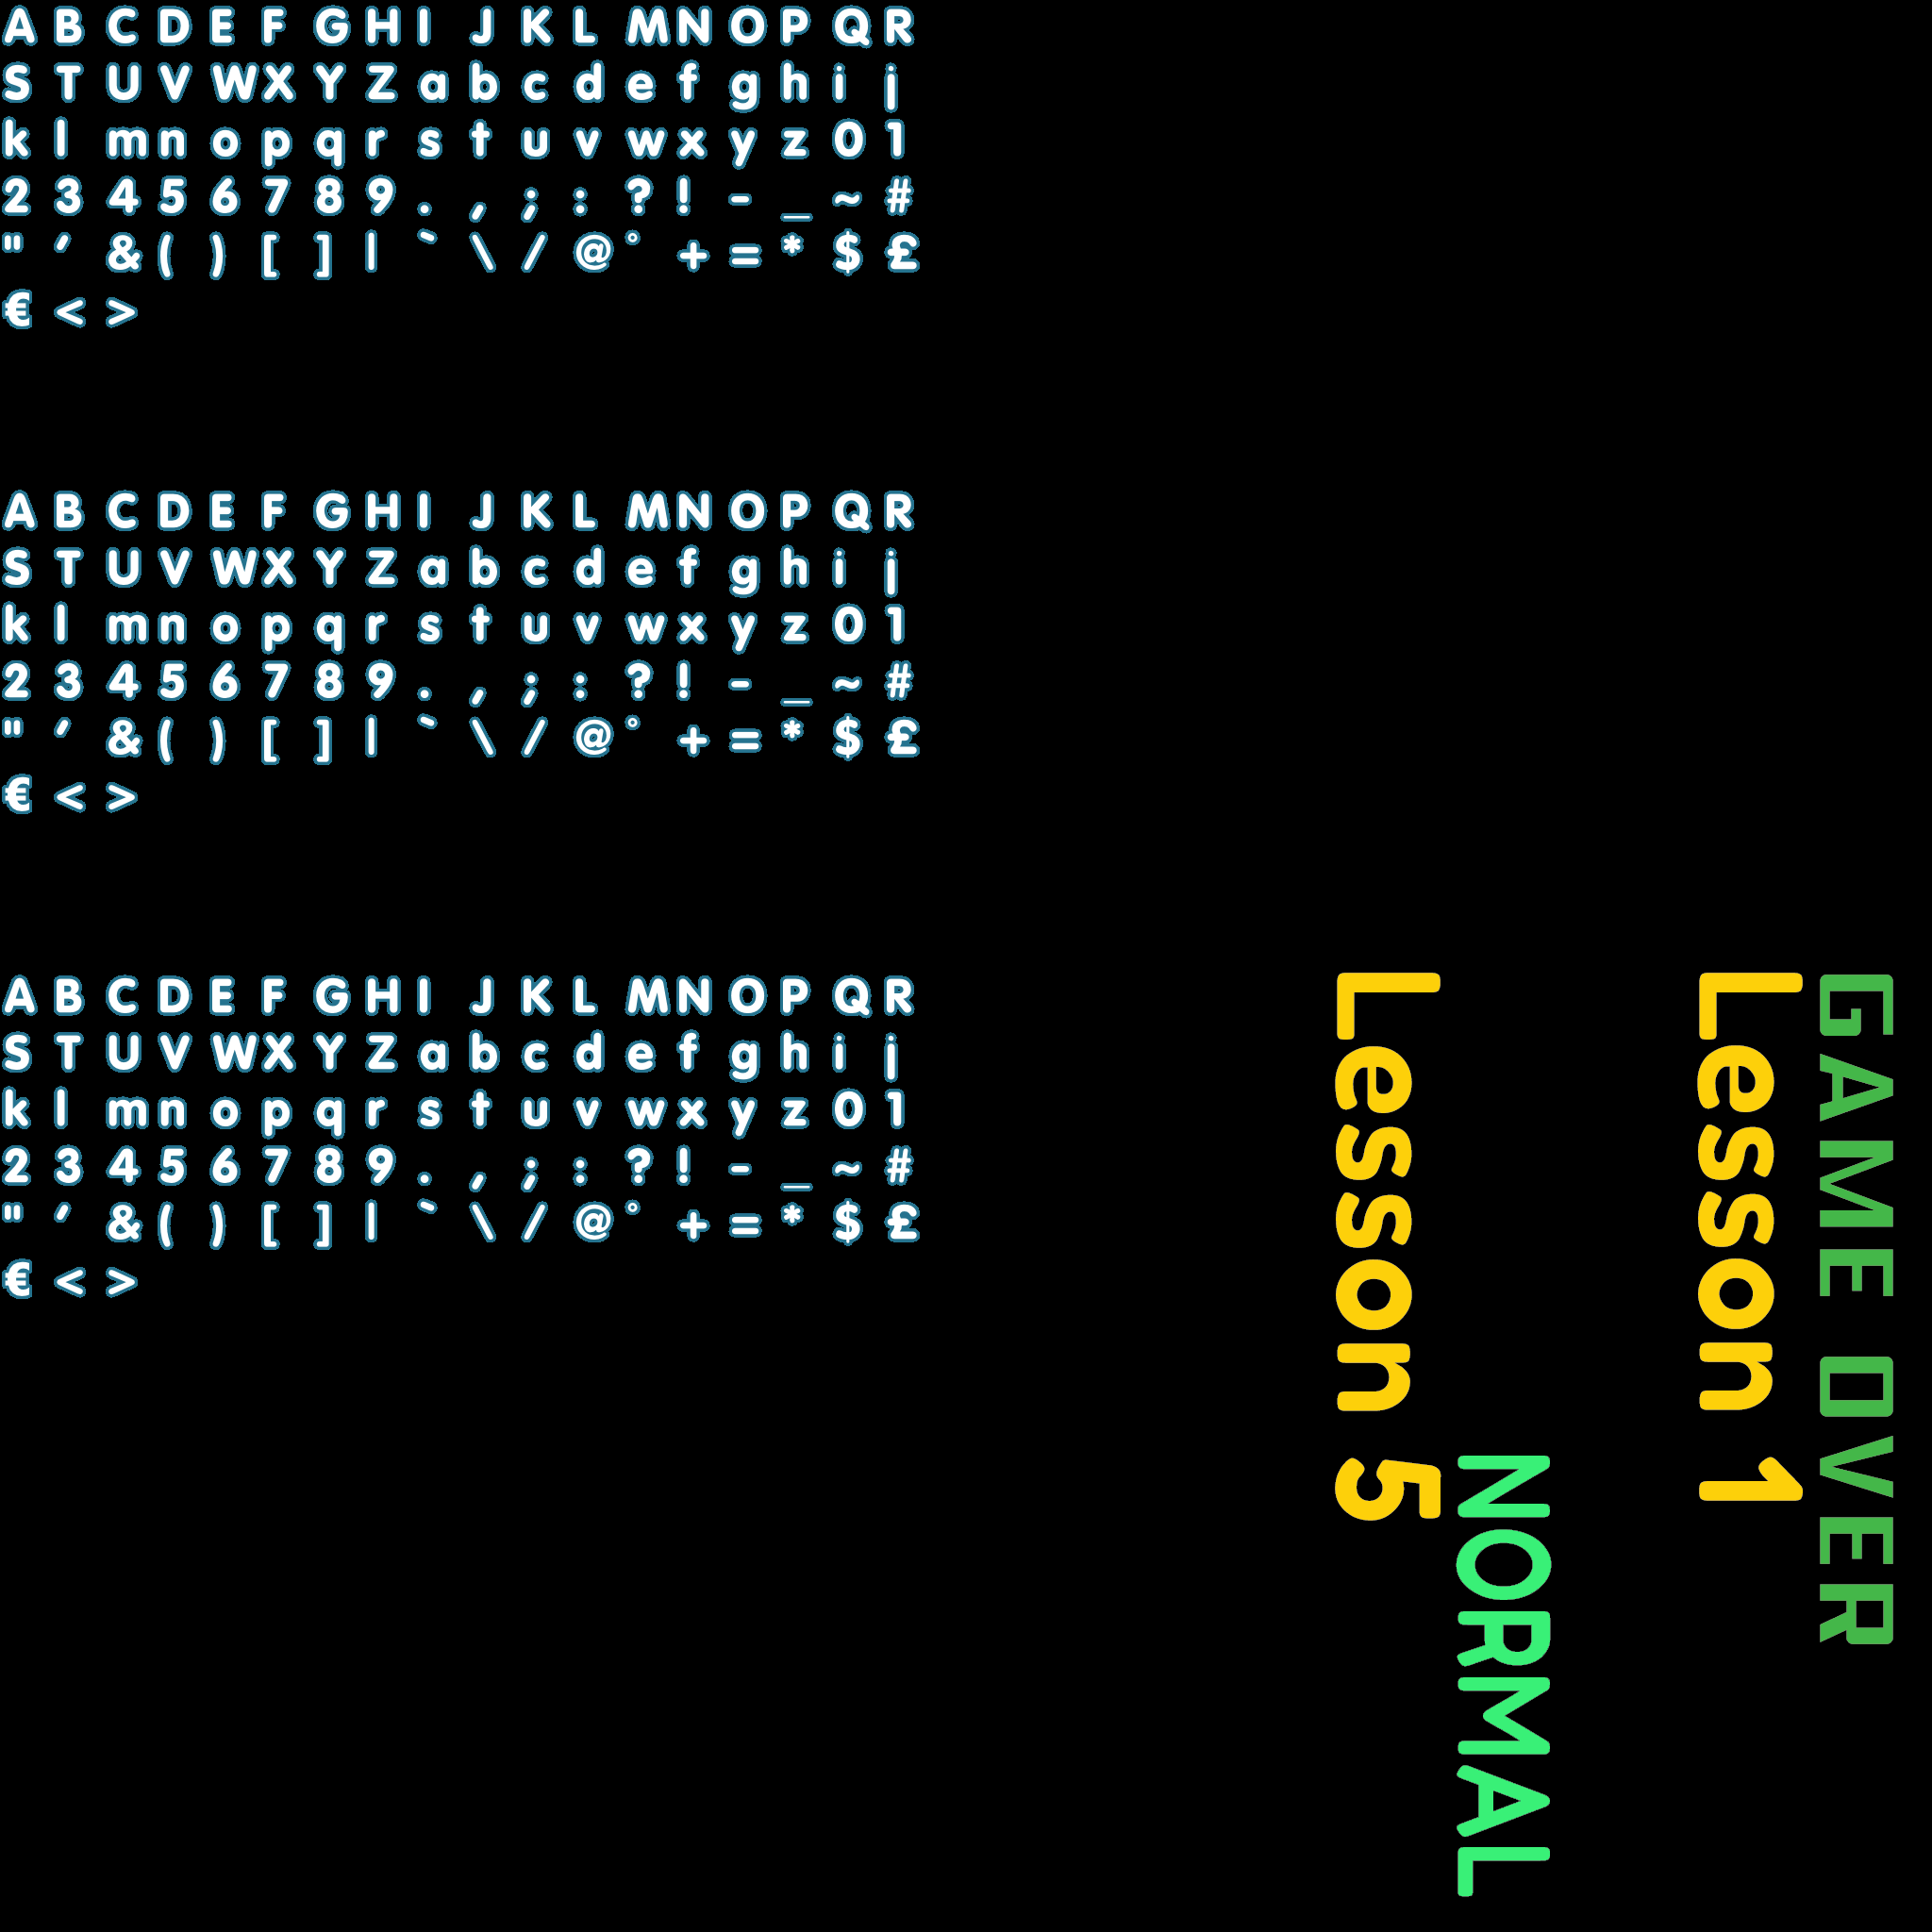 A B C D E F G H I J K L M N O P Q R
S T U V W X Y Z a b c d e f g h i j
k l m n o p q r s t u v w x y z 0 1
2 3 4 5 6 7 8 9 . , ; : ? ! - _ ~ #
" ' & ( ) [ ] | ` \ / @ ° + = * $ £
€ < >
A B C D E F G H I J K L M N O P Q R
S T U V W X Y Z a b c d e f g h i j
k l m n o p q r s t u v w x y z 0 1
2 3 4 5 6 7 8 9 . , ; : ? ! - _ ~ #
" ' & ( ) [ ] | ` \ / @ ° + = * $ £
€ < >
A B C D E F G H I J K L M N O P Q R
S T U V W X Y Z a b c d e f g h i j
k l m n o p q r s t u v w x y z 0 1
2 3 4 5 6 7 8 9 . , ; : ? ! - _ ~ #
" ' & ( ) [ ] | ` \ / @ ° + = * $ £
€ < >
GAME OVER
Lesson 1
NORMAL
Lesson 5